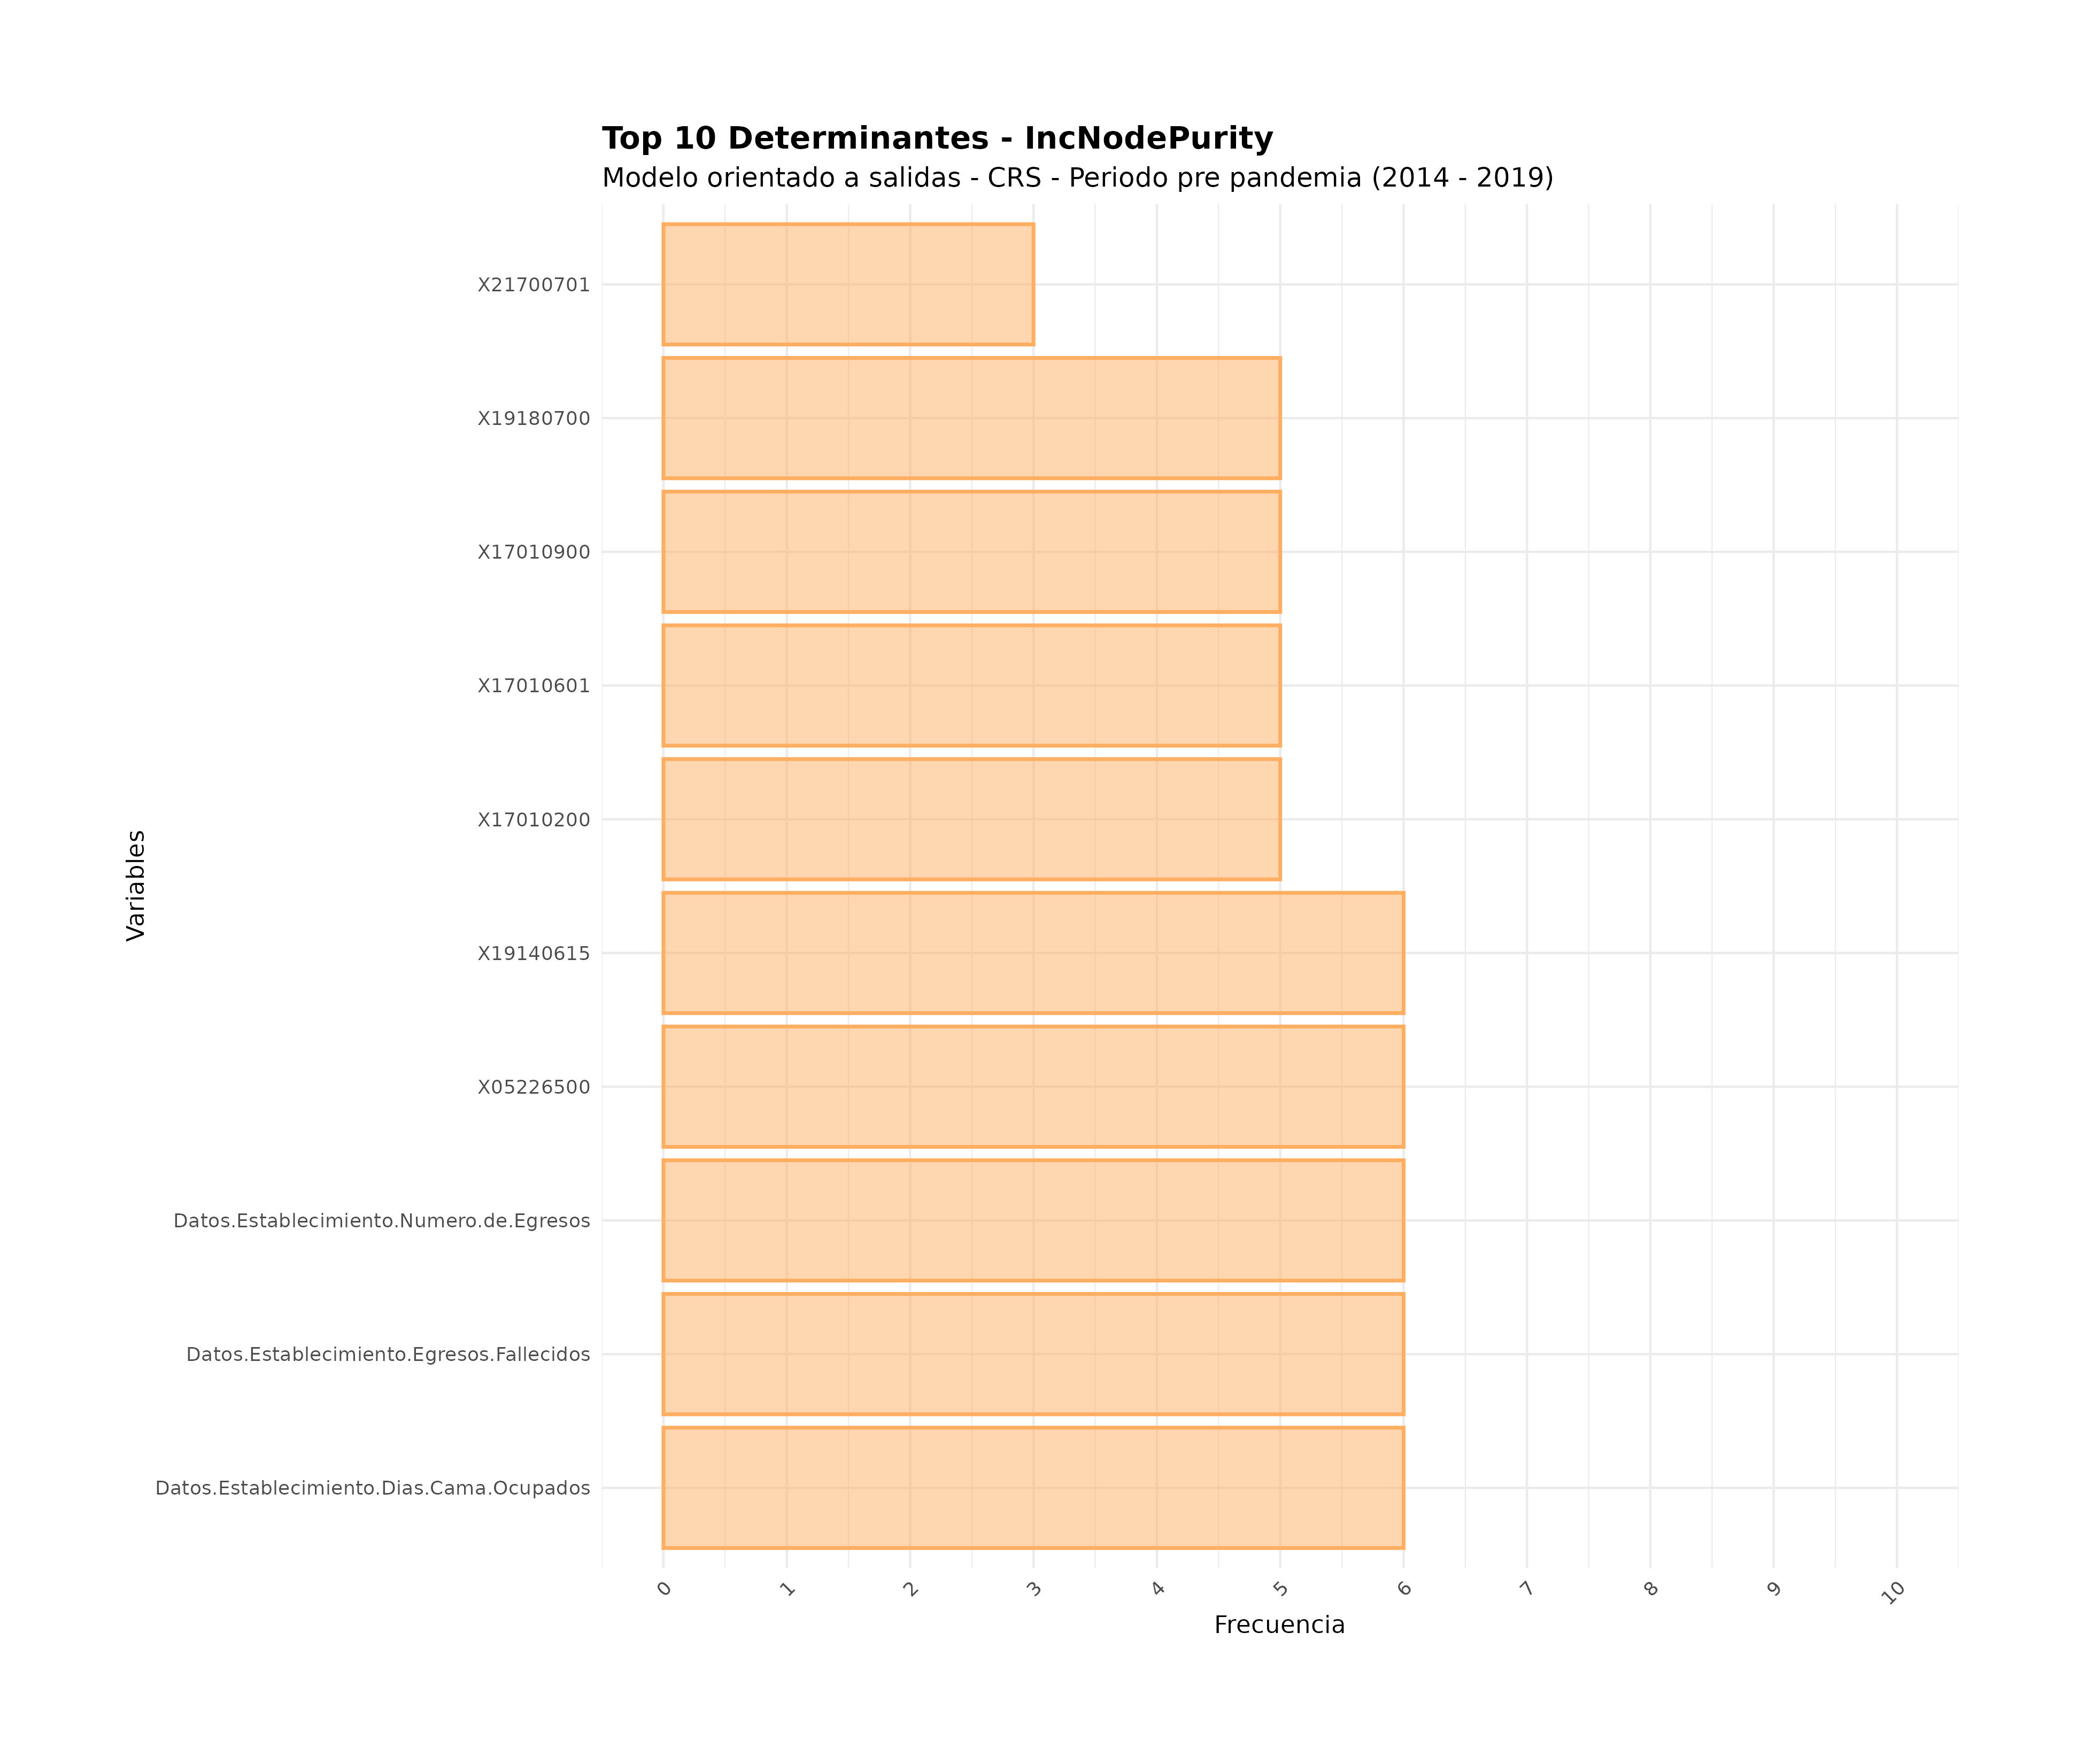 Top 10 Determinantes - IncNodePurity
Modelo orientado a salidas - CRS - Periodo pre pandemia (2014 - 2019)
Variables
X21700701
X19180700
X17010900
X17010601
X17010200
X19140615
X05226500
Datos.Establecimiento.Numero.de.Egresos
Datos.Establecimiento.Egresos.Fallecidos
Datos.Establecimiento.Dias.Cama.Ocupados
0 1 2 3 4 5 6 7 8 9 10
Frecuencia